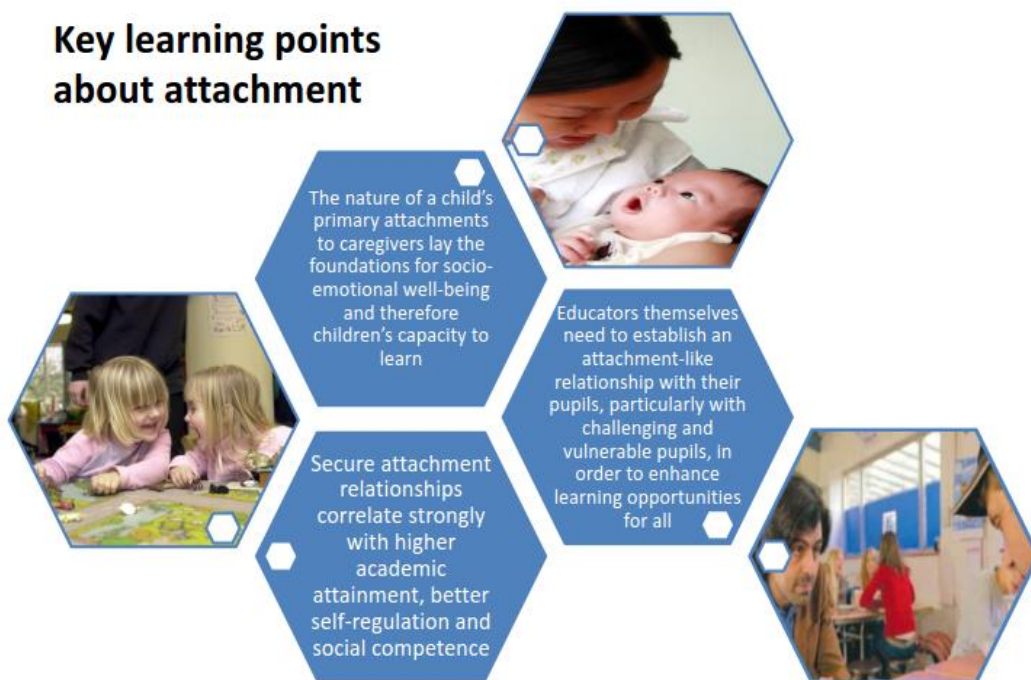 Key learning points
about attachment
The nature of a child's
primary attachments
to caregivers lay the
foundations for socio-
emotional well-being
and therefore
children's capacity to
learn
Educators themselves
need to establish an
attachment-like
relationship with their
pupils, particularly with
challenging and
vulnerable pupils, in
order to enhance
learning opportunities
for all
Secure attachment
relationships
correlate strongly
with higher
academic
attainment, better
self-regulation and
social competence